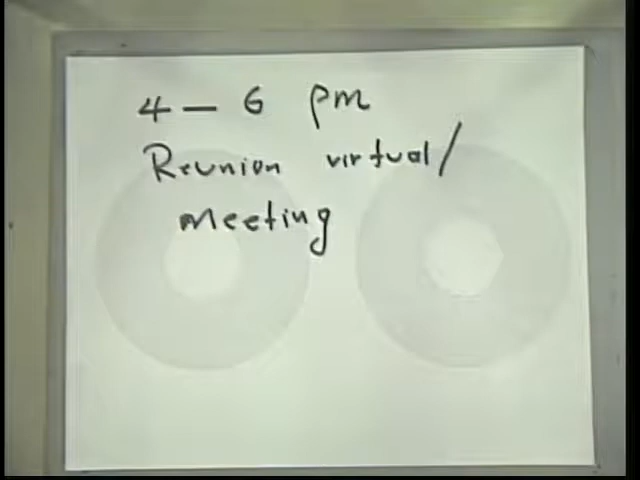 4 — 6 pm
Reunion virtual/
meeting